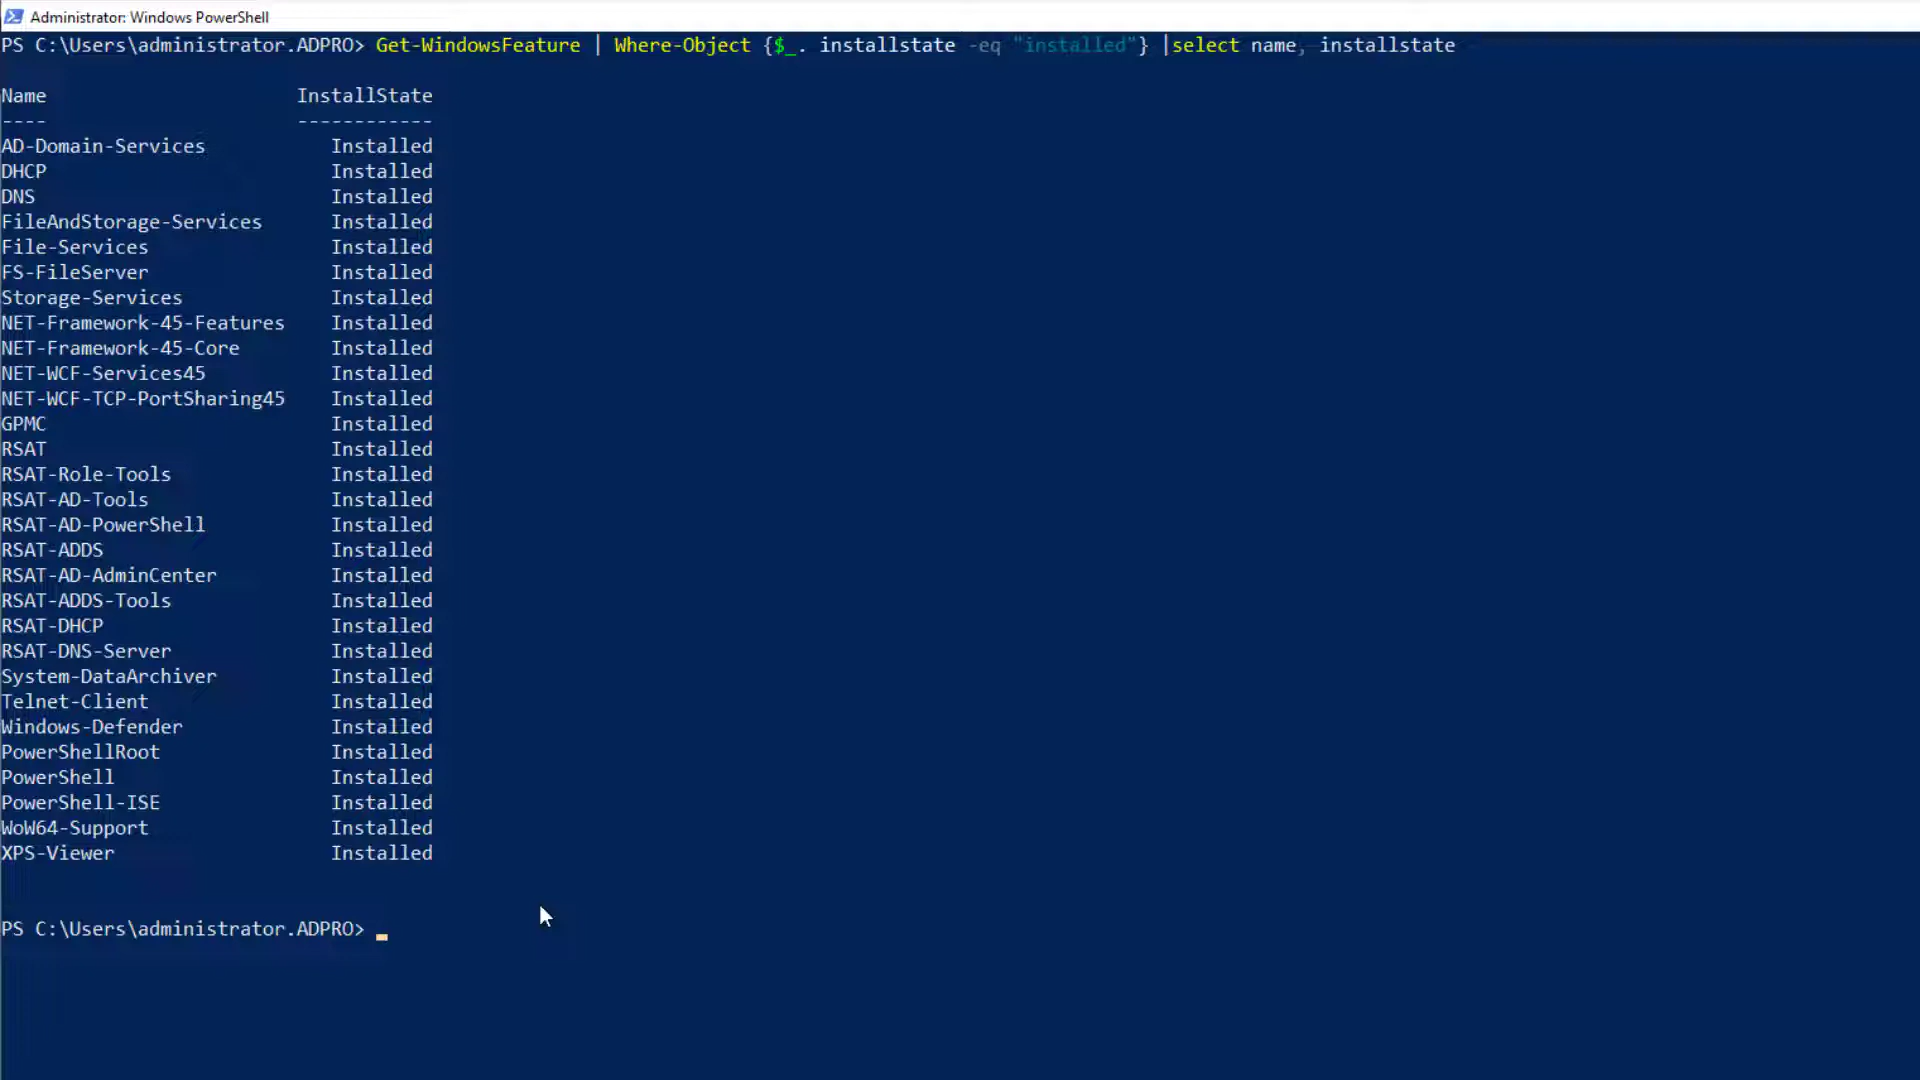 Administrator: Windows PowerShell
PS C:\Users\administrator.ADPRO> Get-WindowsFeature | Where-Object {$_. installstate -eq "installed"} |select name, installstate
Name InstallState
---- ------------
AD-Domain-Services Installed
DHCP Installed
DNS Installed
FileAndStorage-Services Installed
File-Services Installed
FS-FileServer Installed
Storage-Services Installed
NET-Framework-45-Features Installed
NET-Framework-45-Core Installed
NET-WCF-Services45 Installed
NET-WCF-TCP-PortSharing45 Installed
GPMC Installed
RSAT Installed
RSAT-Role-Tools Installed
RSAT-AD-Tools Installed
RSAT-AD-PowerShell Installed
RSAT-ADDS Installed
RSAT-AD-AdminCenter Installed
RSAT-ADDS-Tools Installed
RSAT-DHCP Installed
RSAT-DNS-Server Installed
System-DataArchiver Installed
Telnet-Client Installed
Windows-Defender Installed
PowerShellRoot Installed
PowerShell Installed
PowerShell-ISE Installed
WoW64-Support Installed
XPS-Viewer Installed
PS C:\Users\administrator.ADPRO> _